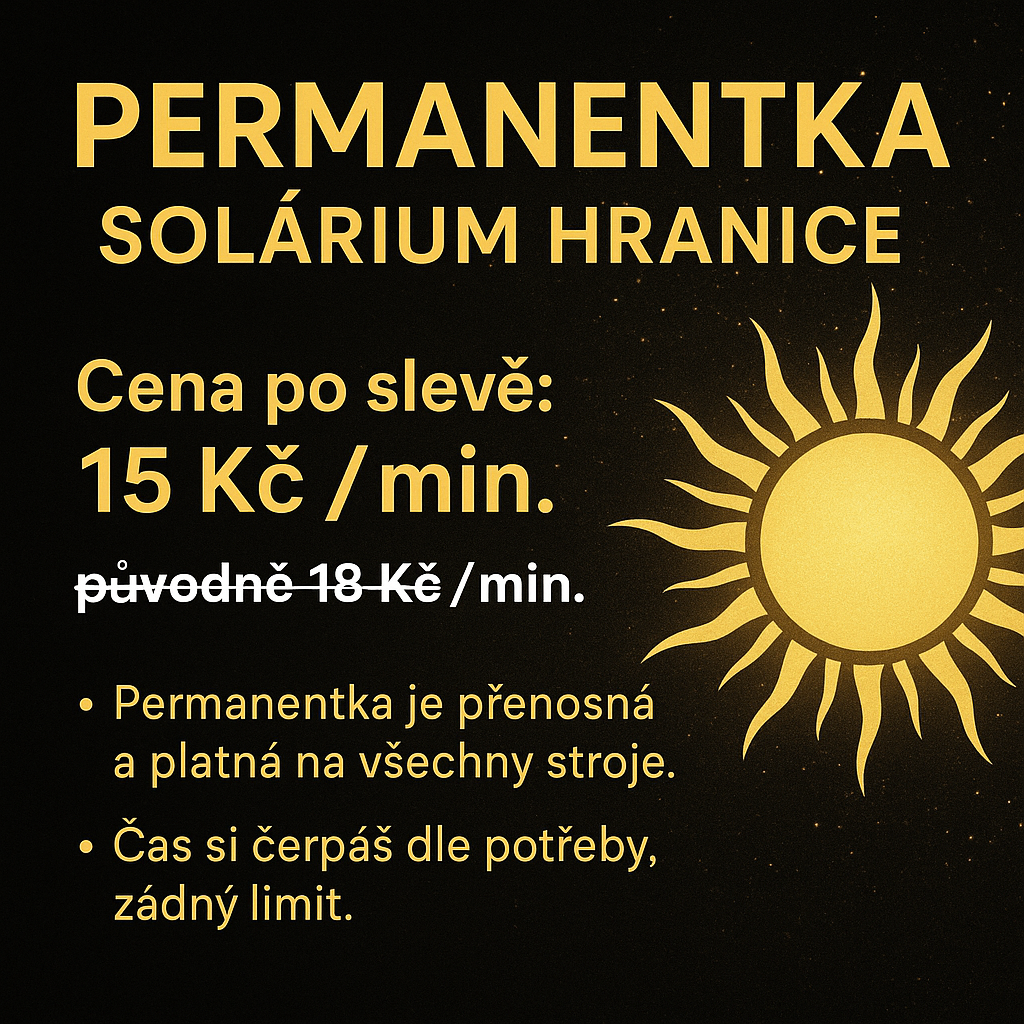 PERMANENTKA
SOLÁRIUM HRANICE
Cena po slevě:
15 Kč / min.
původně 18 Kč / min.
• Permanentka je přenosná
a platná na všechny stroje.
• Čas si čerpáš dle potřeby,
zádný limit.